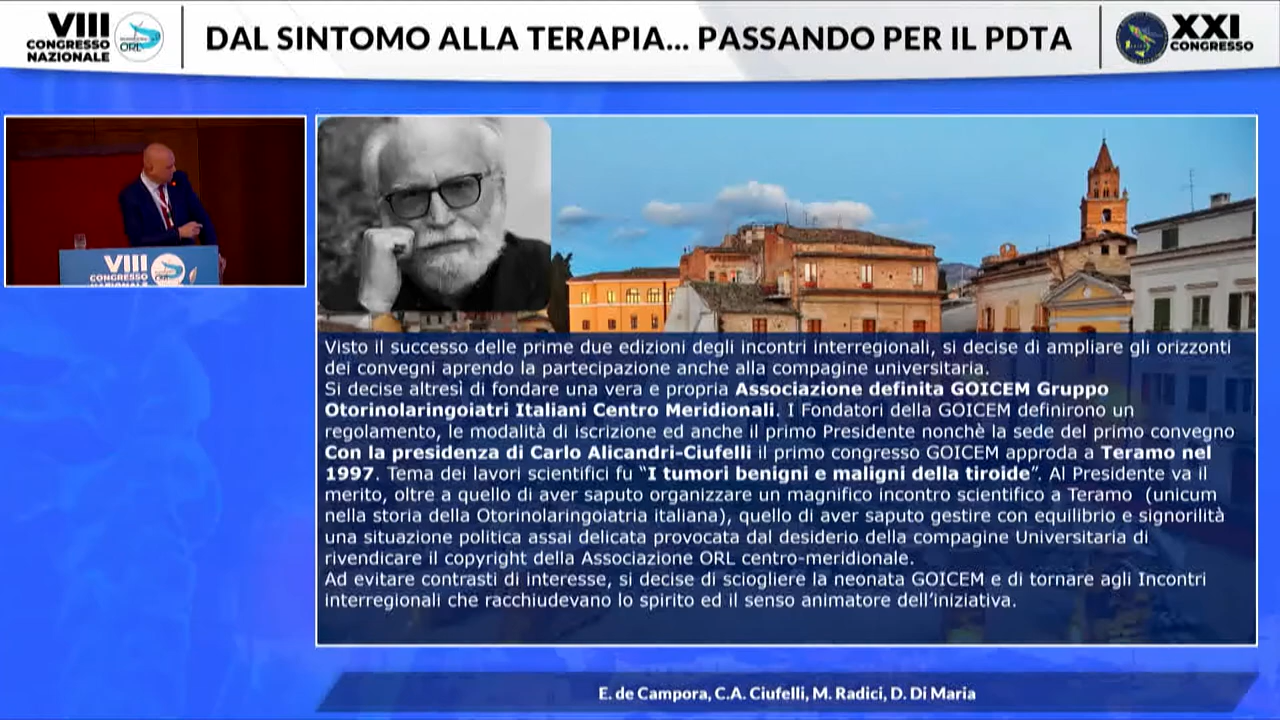 VIII
CONGRESSO
NAZIONALE
ORL
DAL SINTOMO ALLA TERAPIA... PASSANDO PER IL PDTA
XXI
CONGRESSO
VIII
CONGRESSO
NAZIONALE
Visto il successo delle prime due edizioni degli incontri interregionali, si decise di ampliare gli orizzonti
dei convegni aprendo la partecipazione anche alla compagine universitaria.
Si decise altresì di fondare una vera e propria Associazione definita GOICEM Gruppo
Otorinolaringoiatri Italiani Centro Meridionali. I Fondatori della GOICEM definirono un
regolamento, le modalità di iscrizione ed anche il primo Presidente nonchè la sede del primo convegno
Con la presidenza di Carlo Alicandri-Ciufelli il primo congresso GOICEM approda a Teramo nel
1997. Tema dei lavori scientifici fu “I tumori benigni e maligni della tiroide”. Al Presidente va il
merito, oltre a quello di aver saputo organizzare un magnifico incontro scientifico a Teramo (unicum
nella storia della Otorinolaringoiatria italiana), quello di aver saputo gestire con equilibrio e signorilità
una situazione politica assai delicata provocata dal desiderio della compagine Universitaria di
rivendicare il copyright della Associazione ORL centro-meridionale.
Ad evitare contrasti di interesse, si decise di sciogliere la neonata GOICEM e di tornare agli Incontri
interregionali che racchiudevano lo spirito ed il senso animatore dell’iniziativa.
E. de Campora, C.A. Ciufelli, M. Radici, D. Di Maria